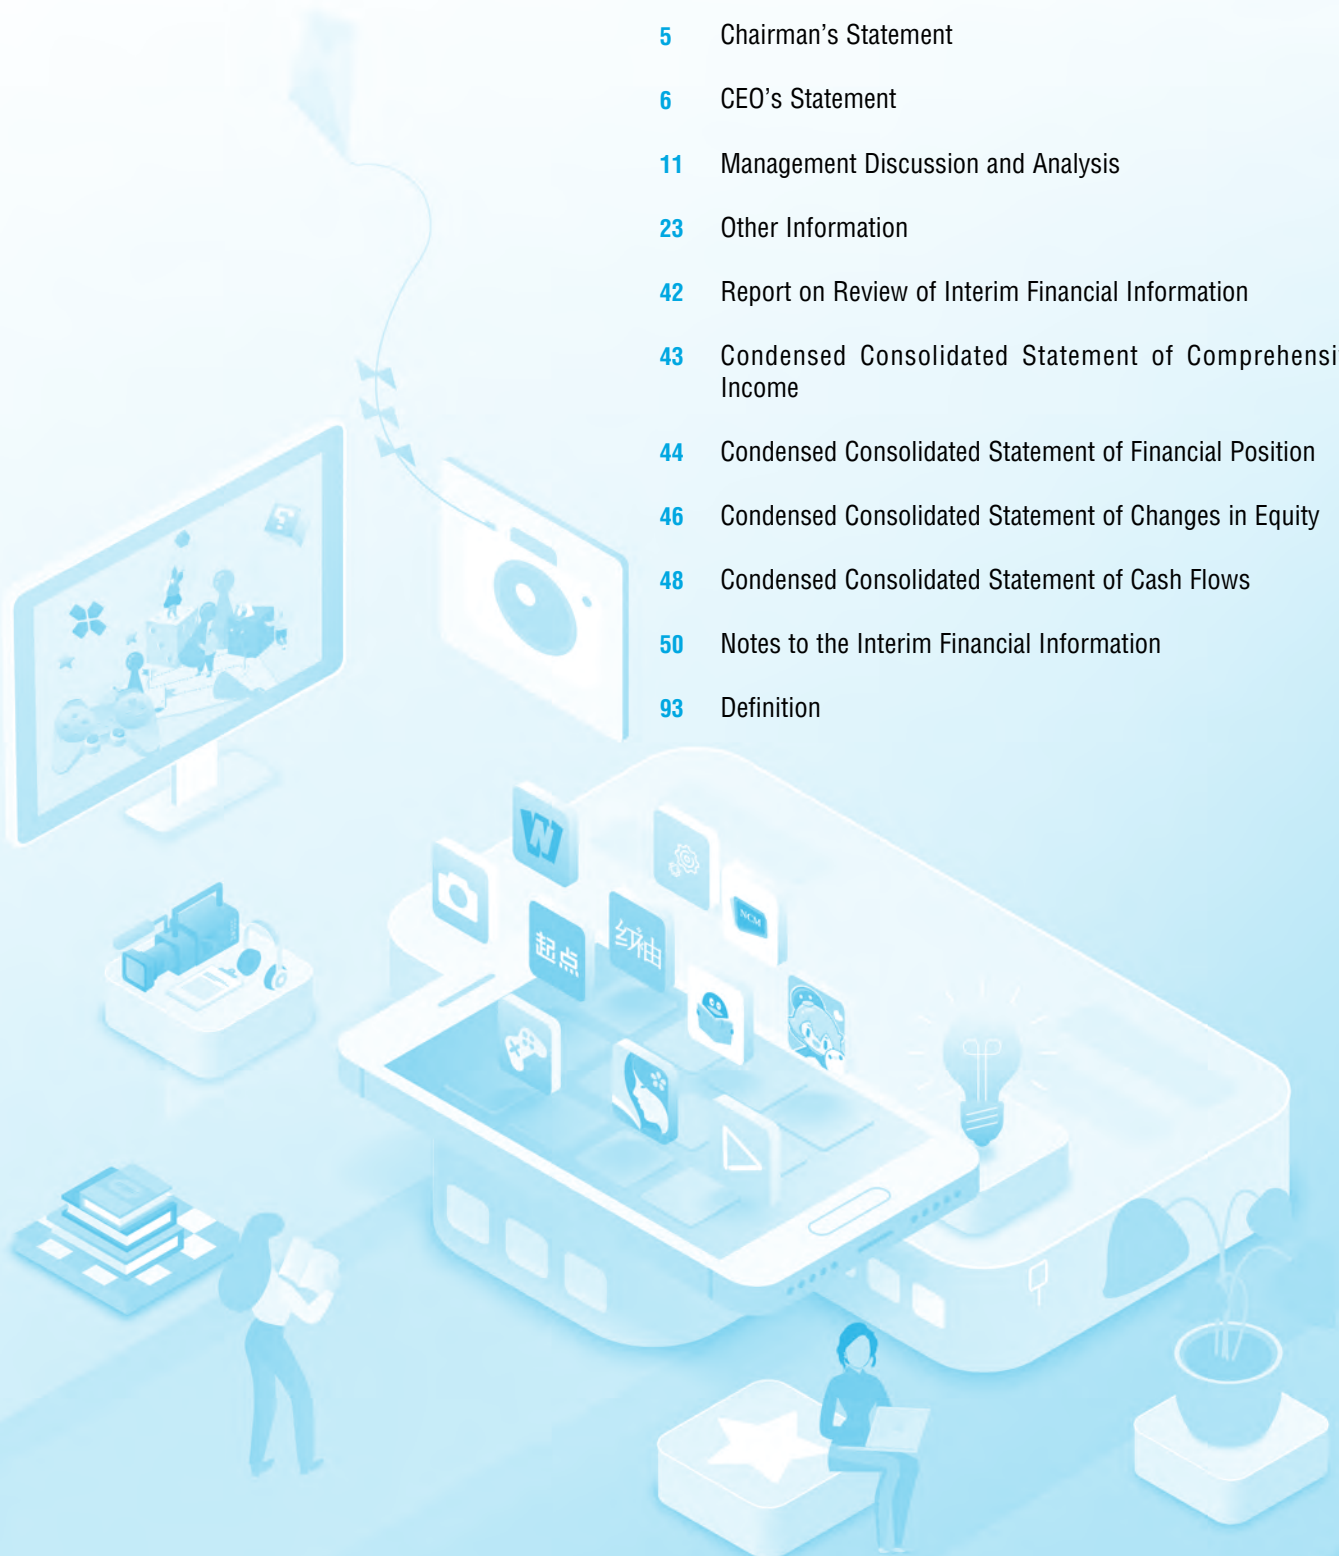 5 Chairman’s Statement
6 CEO’s Statement
11 Management Discussion and Analysis
23 Other Information
42 Report on Review of Interim Financial Information
43 Condensed Consolidated Statement of
Income
44 Condensed Consolidated Statement of Financial Position
46 Condensed Consolidated Statement of Changes in Equity
48 Condensed Consolidated Statement of Cash Flows
50 Notes to the Interim Financial Information
93 Definition
W
NCM
起点
红袖